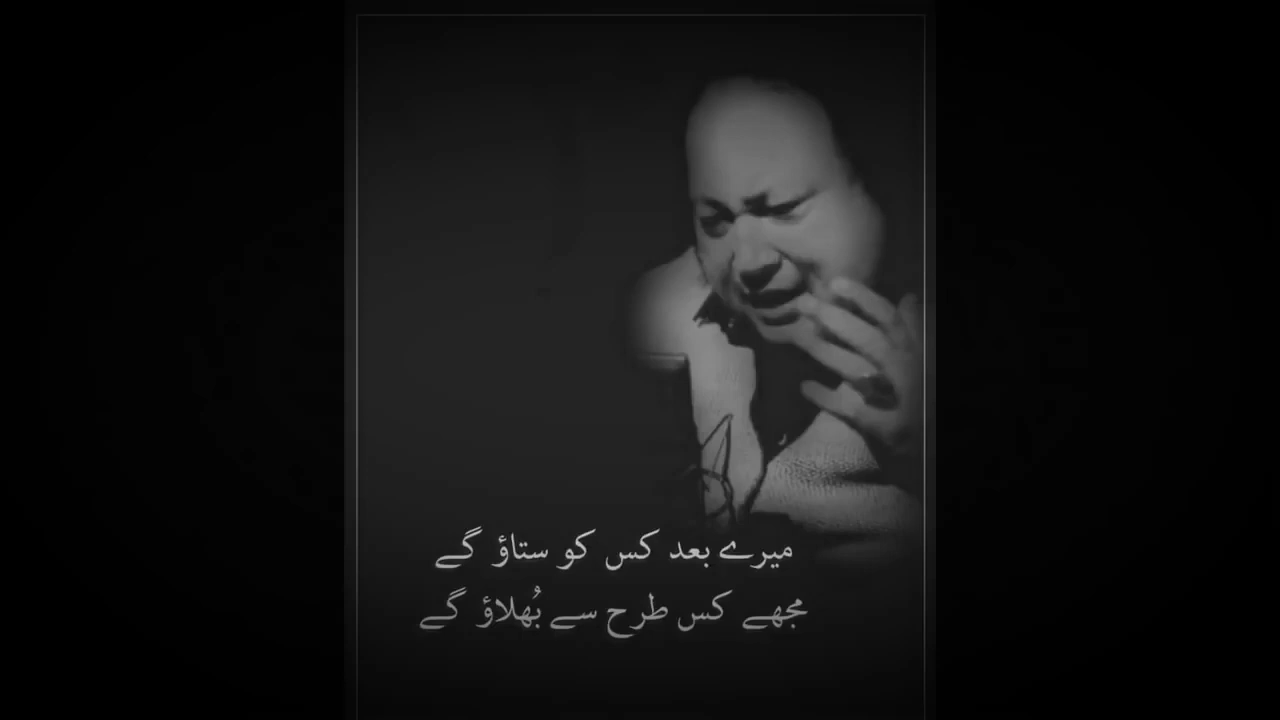 میرے بعد کس کو ستاؤ گے
مجھے کس طرح سے بُھلاؤ گے